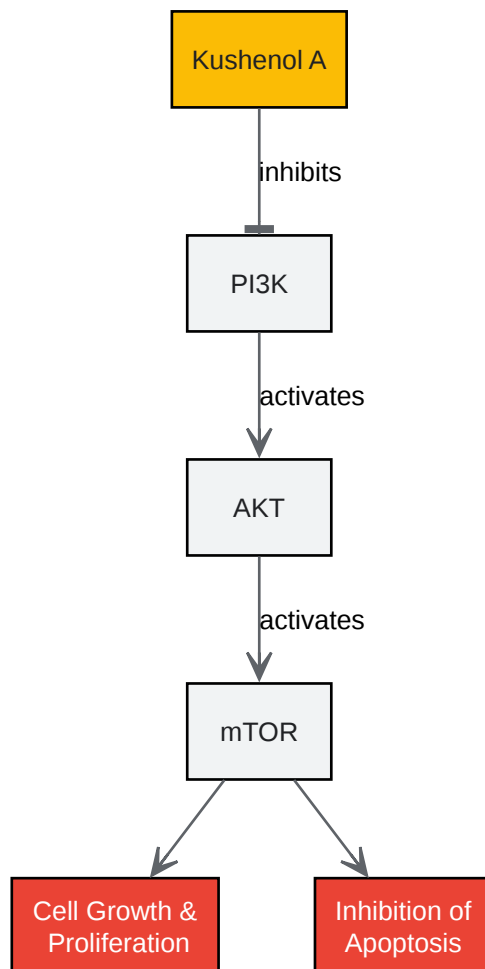 Kushenol A
inhibits
PI3K
activates
AKT
activates
mTOR
Cell Growth &
Proliferation
Inhibition of
Apoptosis